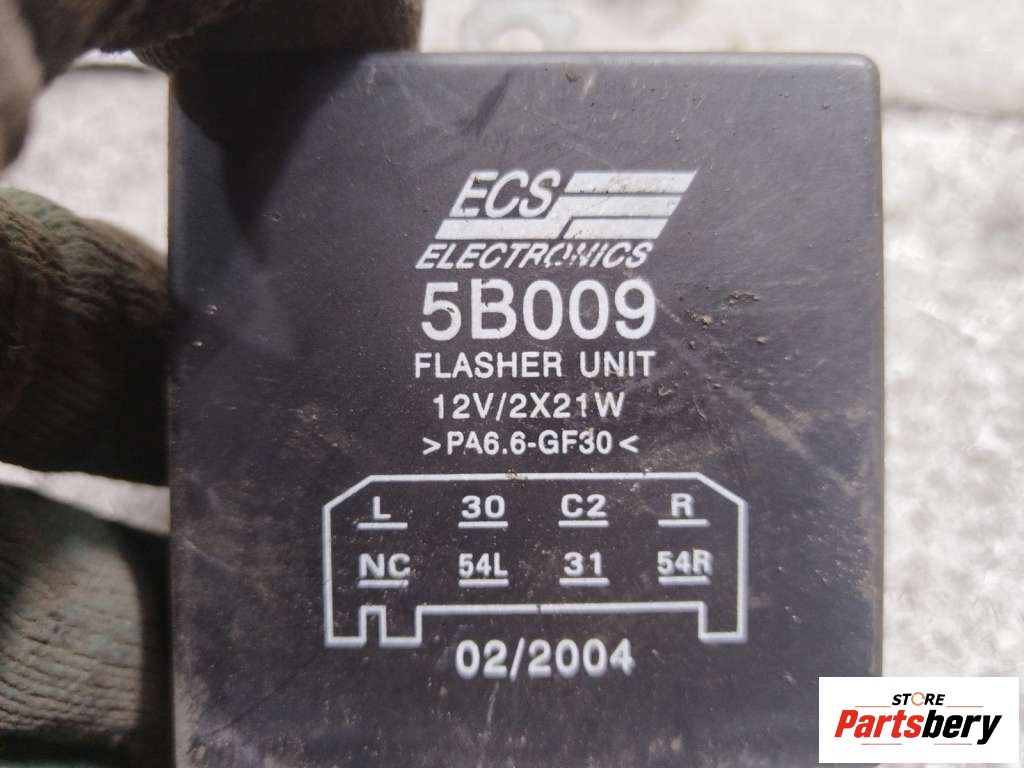 ECS
ELECTRONICS
5B009
FLASHER UNIT
12V/2X21W
>PA6.6-GF30<
L 30 C2 R
NC 54L 31 54R
02/2004
STORE
Partsbery